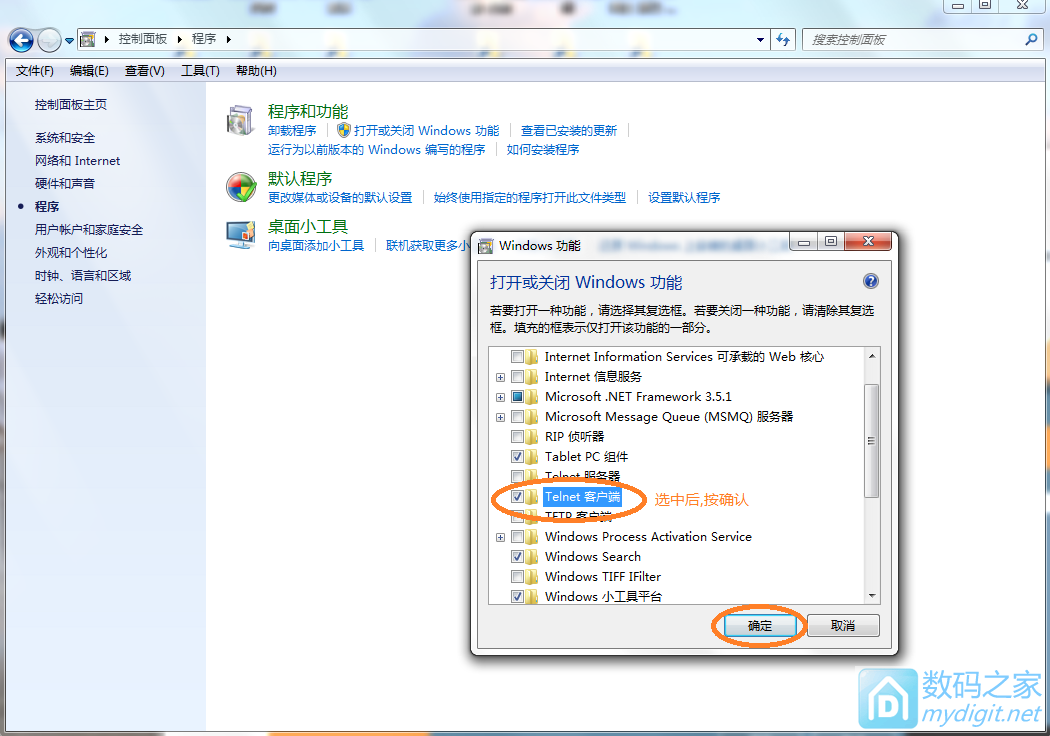 控制面板 程序 搜索控制面板
文件(F) 编辑(E) 查看(V) 工具(T) 帮助(H)
控制面板主页
系统和安全
网络和 Internet
硬件和声音
程序
用户帐户和家庭安全
外观和个性化
时钟、语言和区域
轻松访问
程序和功能
卸载程序 打开或关闭 Windows 功能 查看已安装的更新
运行为以前版本的 Windows 编写的程序 如何安装程序
默认程序
更改媒体或设备的默认设置 始终使用指定的程序打开此文件类型 设置默认程序
桌面小工具
向桌面添加小工具 联机获取更多小
Windows 功能
打开或关闭 Windows 功能
若要打开一种功能，请选择其复选框。若要关闭一种功能，请清除其复选
框。填充的框表示仅打开该功能的一部分。
Internet Information Services 可承载的 Web 核心
Internet 信息服务
Microsoft .NET Framework 3.5.1
Microsoft Message Queue (MSMQ) 服务器
RIP 侦听器
Tablet PC 组件
Telnet 服务器
Telnet 客户端 选中后,按确认
TFTP 客户端
Windows Process Activation Service
Windows Search
Windows TIFF IFilter
Windows 小工具平台
确定 取消
数码之家
mydigit.net